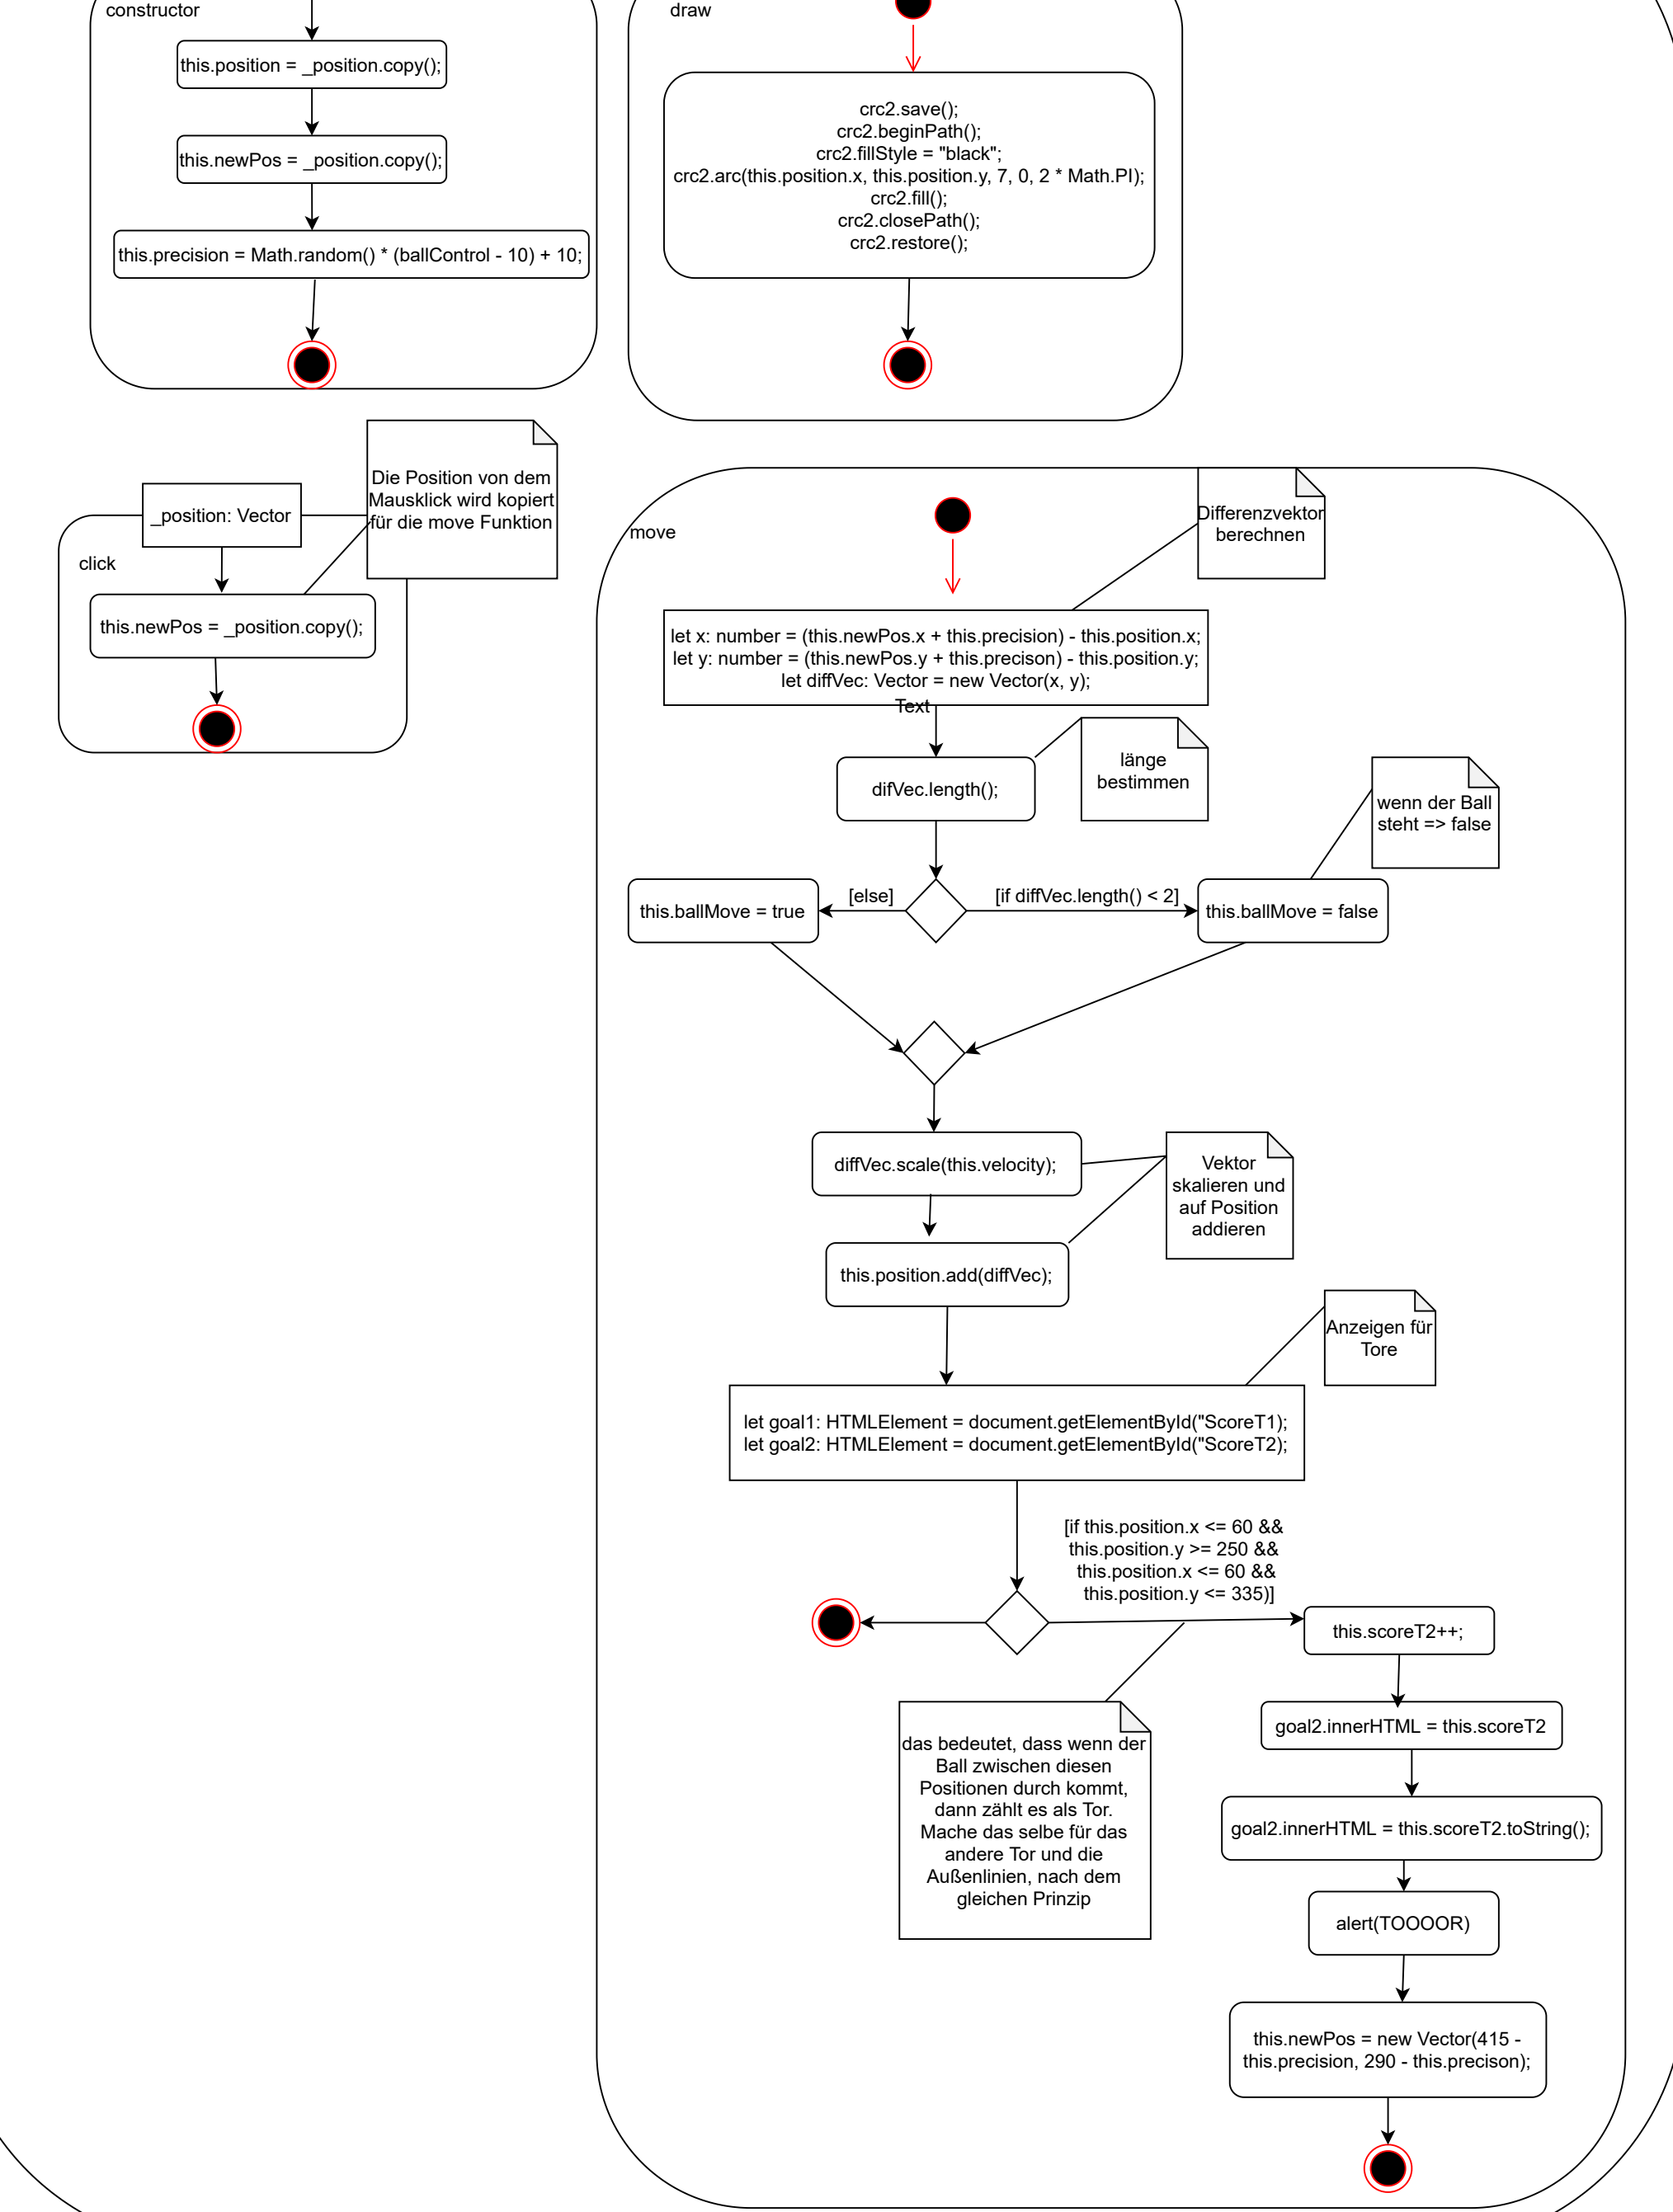 constructor
this.position = _position.copy();
this.newPos = _position.copy();
this.precision = Math.random() * (ballControl - 10) + 10;
draw
crc2.save();
crc2.beginPath();
crc2.fillStyle = "black";
crc2.arc(this.position.x, this.position.y, 7, 0, 2 * Math.PI);
crc2.fill();
crc2.closePath();
crc2.restore();
Die Position von dem
Mausklick wird kopiert
für die move Funktion
_position: Vector
click
this.newPos = _position.copy();
move
Differenzvektor
berechnen
let x: number = (this.newPos.x + this.precision) - this.position.x;
let y: number = (this.newPos.y + this.precison) - this.position.y;
let diffVec: Vector = new Vector(x, y);
Text
difVec.length();
länge
bestimmen
wenn der Ball
steht => false
this.ballMove = true
[else]
[if diffVec.length() < 2]
this.ballMove = false
diffVec.scale(this.velocity);
Vektor
skalieren und
auf Position
addieren
this.position.add(diffVec);
Anzeigen für
Tore
let goal1: HTMLElement = document.getElementById("ScoreT1);
let goal2: HTMLElement = document.getElementById("ScoreT2);
[if this.position.x <= 60 &&
this.position.y >= 250 &&
this.position.x <= 60 &&
this.position.y <= 335)]
this.scoreT2++;
goal2.innerHTML = this.scoreT2
das bedeutet, dass wenn der
Ball zwischen diesen
Positionen durch kommt,
dann zählt es als Tor.
Mache das selbe für das
andere Tor und die
Außenlinien, nach dem
gleichen Prinzip
goal2.innerHTML = this.scoreT2.toString();
alert(TOOOOR)
this.newPos = new Vector(415 -
this.precision, 290 - this.precison);